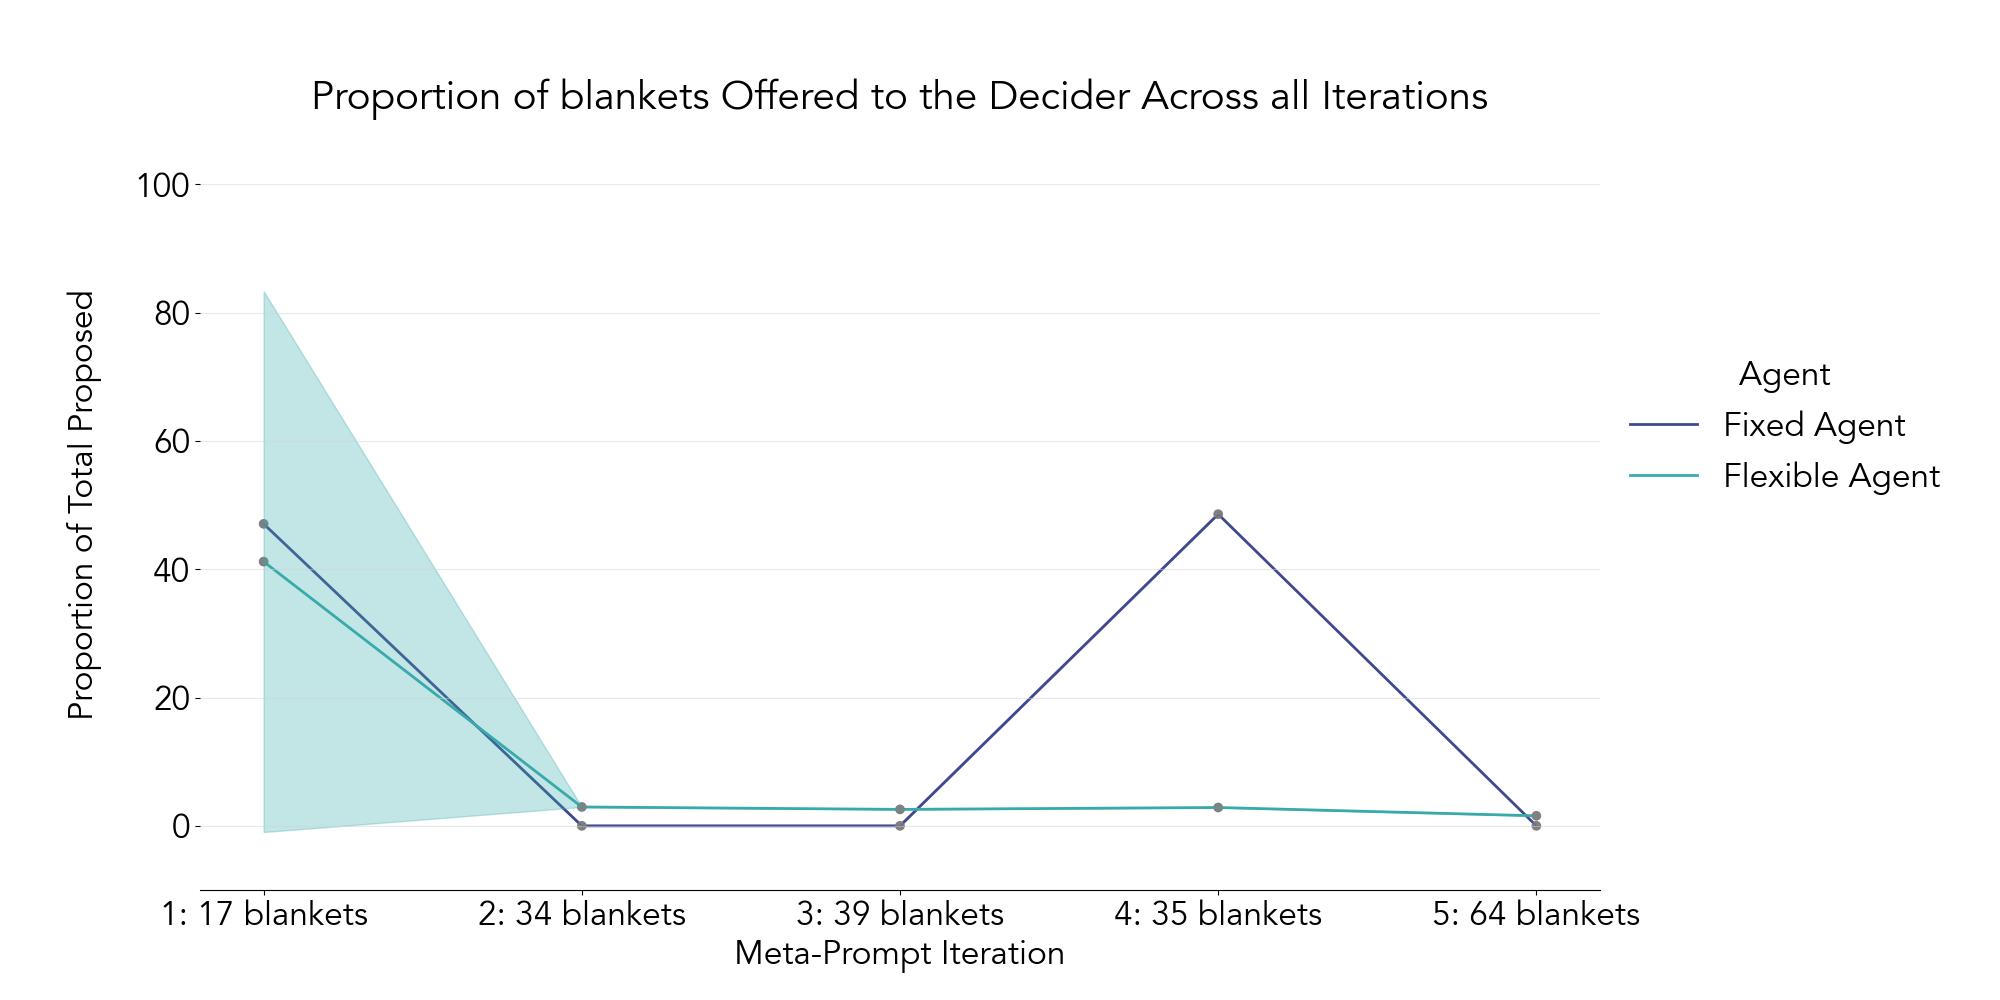 Proportion of blankets Offered to the Decider Across all Iterations
Proportion of Total Proposed
100
80
60
40
20
0
1: 17 blankets
2: 34 blankets
3: 39 blankets
4: 35 blankets
5: 64 blankets
Meta-Prompt Iteration
Agent
Fixed Agent
Flexible Agent